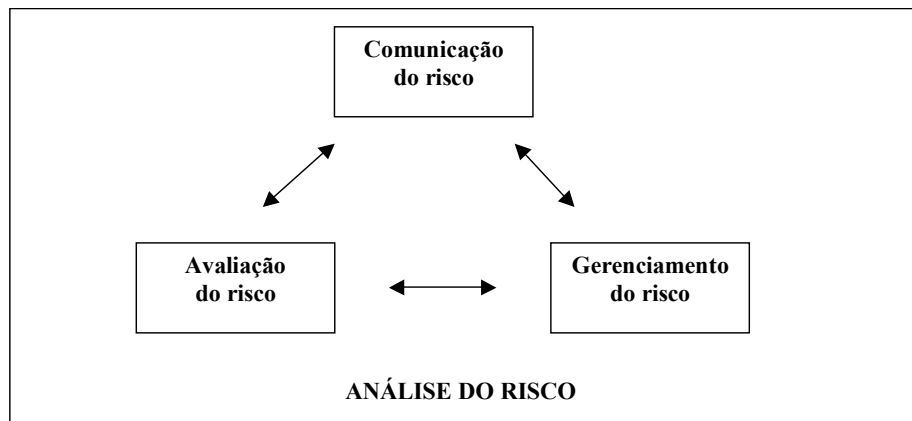 Comunicação
do risco
Avaliação
do risco
Gerenciamento
do risco
ANÁLISE DO RISCO